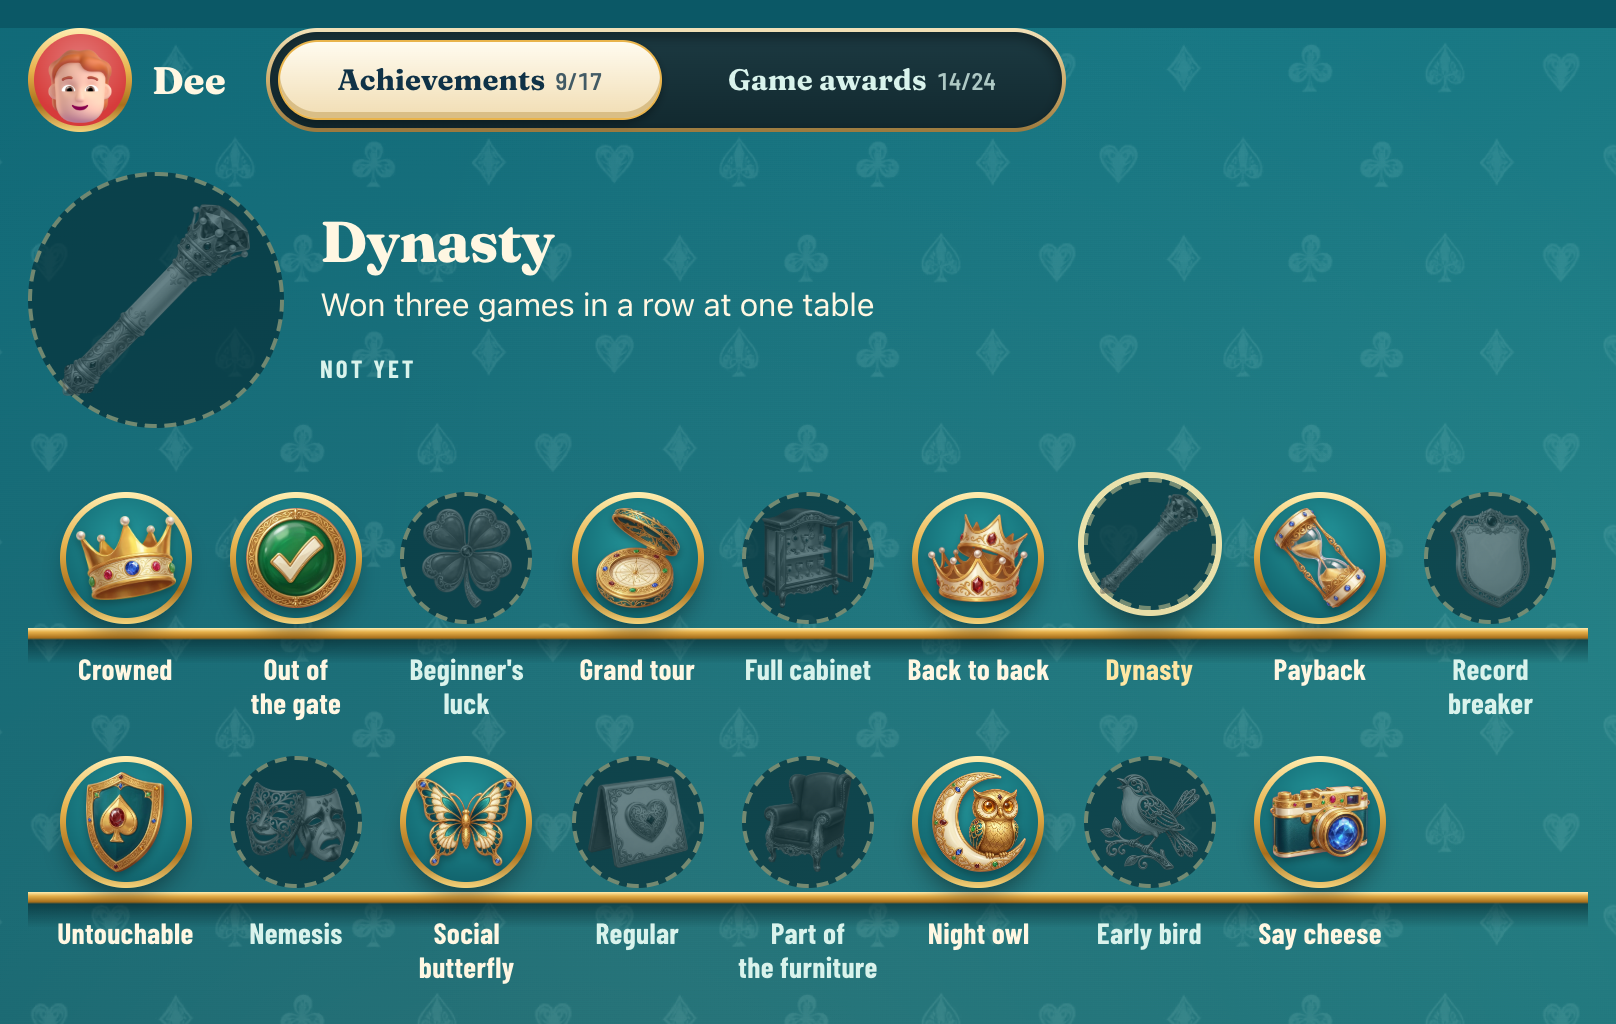 Dee
Achievements 9/17
Game awards 14/24
Dynasty
Won three games in a row at one table
NOT YET
Crowned
Out of
the gate
Beginner's
luck
Grand tour
Full cabinet
Back to back
Dynasty
Payback
Record
breaker
Untouchable
Nemesis
Social
butterfly
Regular
Part of
the furniture
Night owl
Early bird
Say cheese